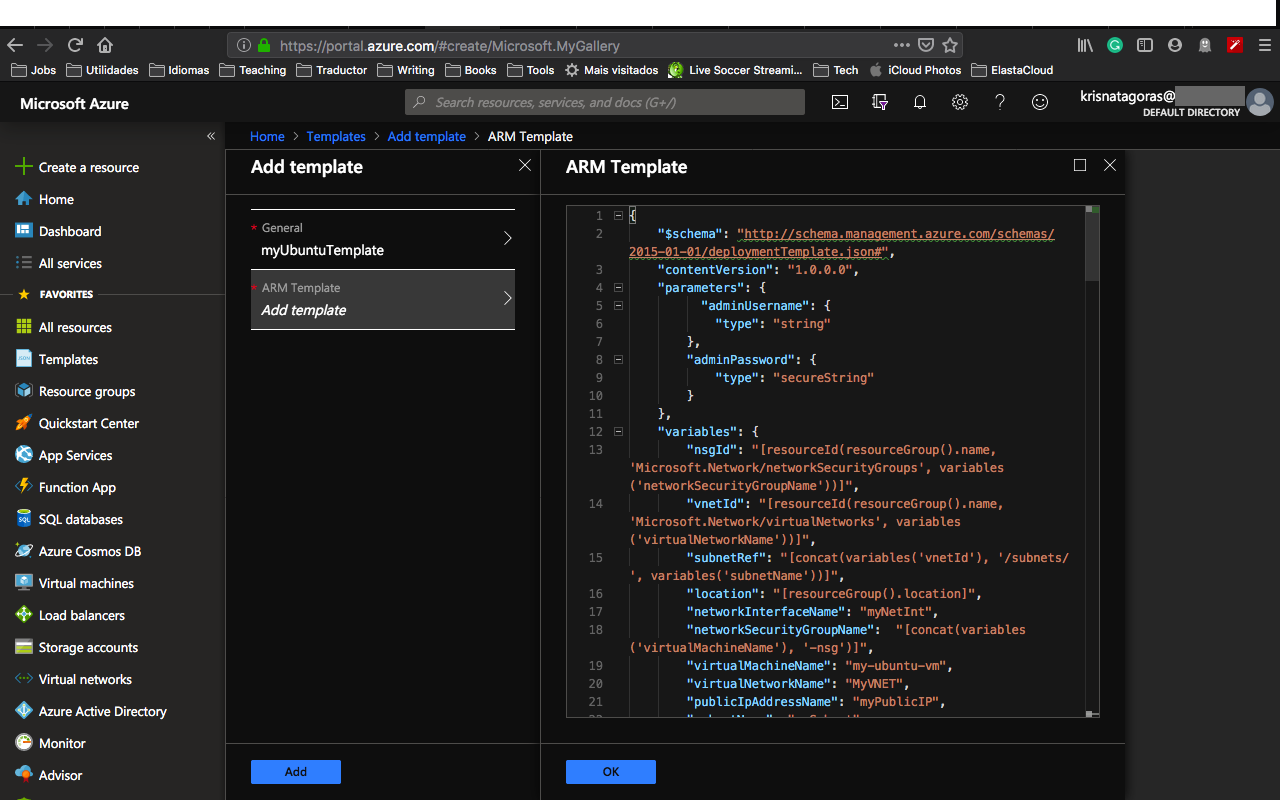 https://portal.azure.com/#create/Microsoft.MyGallery
Jobs Utilidades Idiomas Teaching Traductor Writing Books Tools Mais visitados Live Soccer Streami... Tech iCloud Photos ElastaCloud
Microsoft Azure
Search resources, services, and docs (G+/)
krisnatagoras@
DEFAULT DIRECTORY
«
Create a resource
Home
Dashboard
All services
FAVORITES
All resources
Templates
Resource groups
Quickstart Center
App Services
Function App
SQL databases
Azure Cosmos DB
Virtual machines
Load balancers
Storage accounts
Virtual networks
Azure Active Directory
Monitor
Advisor
Home > Templates > Add template > ARM Template
Add template
* General
myUbuntuTemplate
* ARM Template
Add template
Add
ARM Template
1 {
2 "$schema": "http://schema.management.azure.com/schemas/
2015-01-01/deploymentTemplate.json#",
3 "contentVersion": "1.0.0.0",
4 "parameters": {
5 "adminUsername": {
6 "type": "string"
7 },
8 "adminPassword": {
9 "type": "secureString"
10 }
11 },
12 "variables": {
13 "nsgId": "[resourceId(resourceGroup().name,
'Microsoft.Network/networkSecurityGroups', variables
('networkSecurityGroupName'))]",
14 "vnetId": "[resourceId(resourceGroup().name,
'Microsoft.Network/virtualNetworks', variables
('virtualNetworkName'))]",
15 "subnetRef": "[concat(variables('vnetId'), '/subnets/
', variables('subnetName'))]",
16 "location": "[resourceGroup().location]",
17 "networkInterfaceName": "myNetInt",
18 "networkSecurityGroupName": "[concat(variables
('virtualMachineName'), '-nsg')]",
19 "virtualMachineName": "my-ubuntu-vm",
20 "virtualNetworkName": "MyVNET",
21 "publicIpAddressName": "myPublicIP",
OK